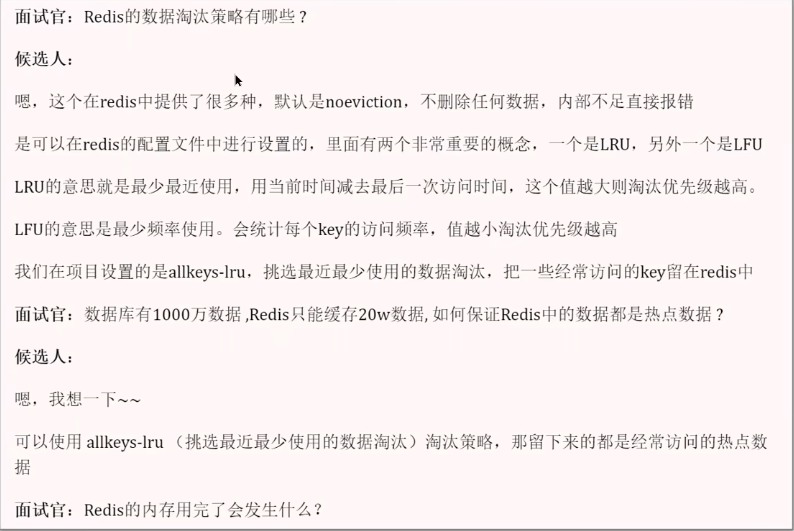 面试官：Redis的数据淘汰策略有哪些？
候选人：
嗯，这个在redis中提供了很多种，默认是noeviction，不删除任何数据，内部不足直接报错
是可以在redis的配置文件中进行设置的，里面有两个非常重要的概念，一个是LRU，另外一个是LFU
LRU的意思就是最少最近使用，用当前时间减去最后一次访问时间，这个值越大则淘汰优先级越高。
LFU的意思是最少频率使用。会统计每个key的访问频率，值越小淘汰优先级越高
我们在项目设置的是allkeys-lru，挑选最近最少使用的数据淘汰，把一些经常访问的key留在redis中
面试官：数据库有1000万数据 ,Redis只能缓存20w数据, 如何保证Redis中的数据都是热点数据？
候选人：
嗯，我想一下~~
可以使用 allkeys-lru （挑选最近最少使用的数据淘汰）淘汰策略，那留下来的都是经常访问的热点数
据
面试官：Redis的内存用完了会发生什么？